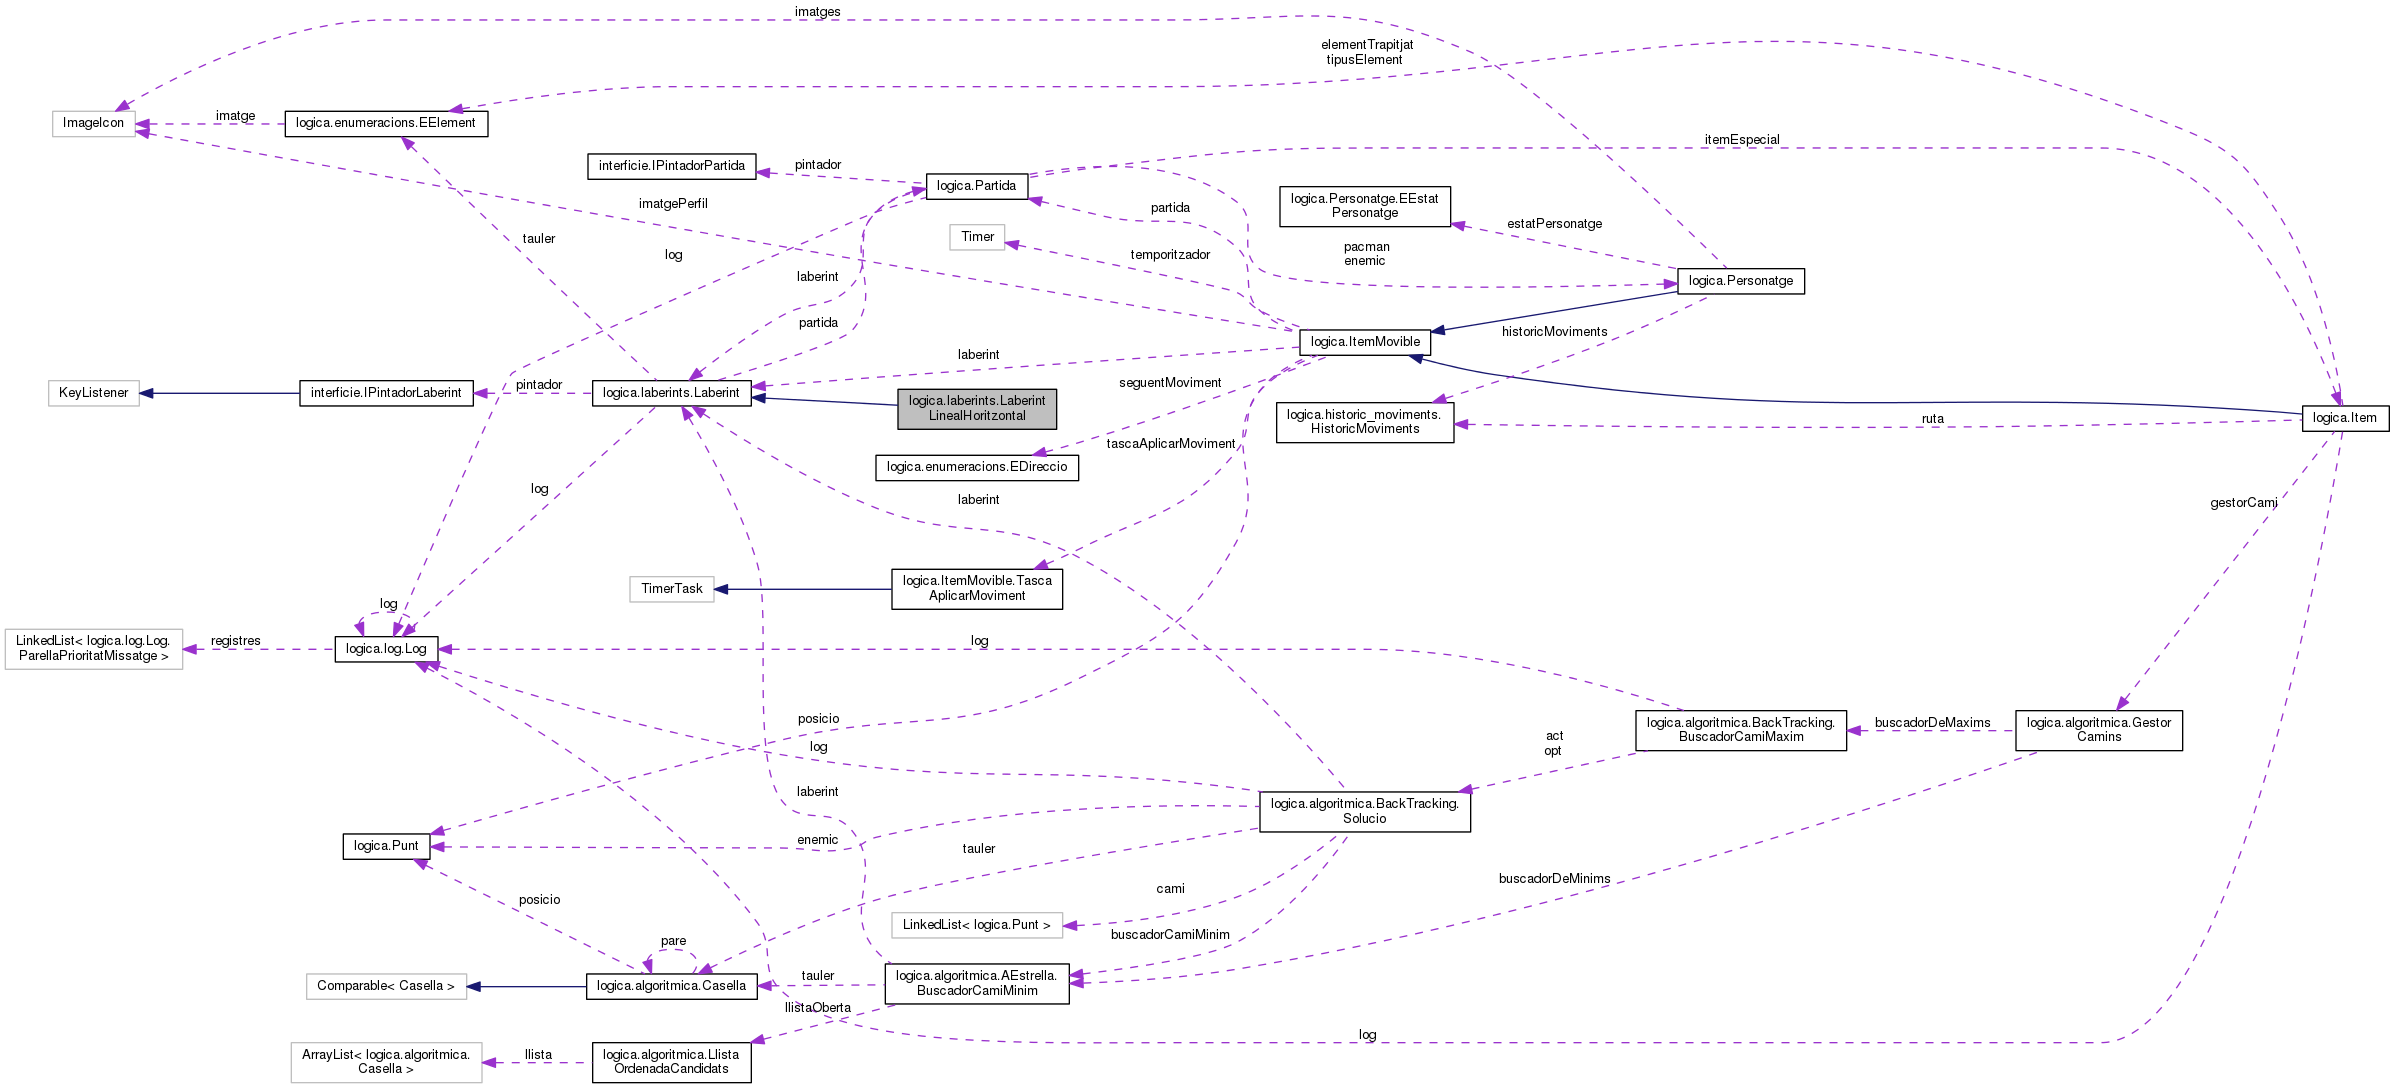 imatges
elementTrapitjat
tipusElement
ImageIcon
imatge
logica.enumeracions.EElement
interficie.IPintadorPartida
pintador
logica.Partida
itemEspecial
imatgePerfil
partida
logica.Personatge.EEstat
Personatge
estatPersonatge
tauler
log
Timer
temporitzador
pacman
enemic
laberint
logica.Personatge
partida
historicMoviments
logica.ItemMovible
laberint
KeyListener
interficie.IPintadorLaberint
pintador
logica.laberints.Laberint
logica.laberints.Laberint
LinealHoritzontal
seguentMoviment
logica.historic_moviments.
HistoricMoviments
ruta
logica.Item
tascaAplicarMoviment
logica.enumeracions.EDireccio
log
laberint
gestorCami
TimerTask
logica.ItemMovible.Tasca
AplicarMoviment
log
LinkedList< logica.log.Log.
ParellaPrioritatMissatge >
registres
logica.log.Log
log
posicio
log
logica.algoritmica.BackTracking.
BuscadorCamiMaxim
buscadorDeMaxims
logica.algoritmica.Gestor
Camins
act
opt
laberint
logica.algoritmica.BackTracking.
Solucio
logica.Punt
enemic
tauler
buscadorDeMinims
posicio
cami
LinkedList< logica.Punt >
pare
buscadorCamiMinim
Comparable< Casella >
logica.algoritmica.Casella
tauler
logica.algoritmica.AEstrella.
BuscadorCamiMinim
llistaOberta
log
ArrayList< logica.algoritmica.
Casella >
llista
logica.algoritmica.Llista
OrdenadaCandidats